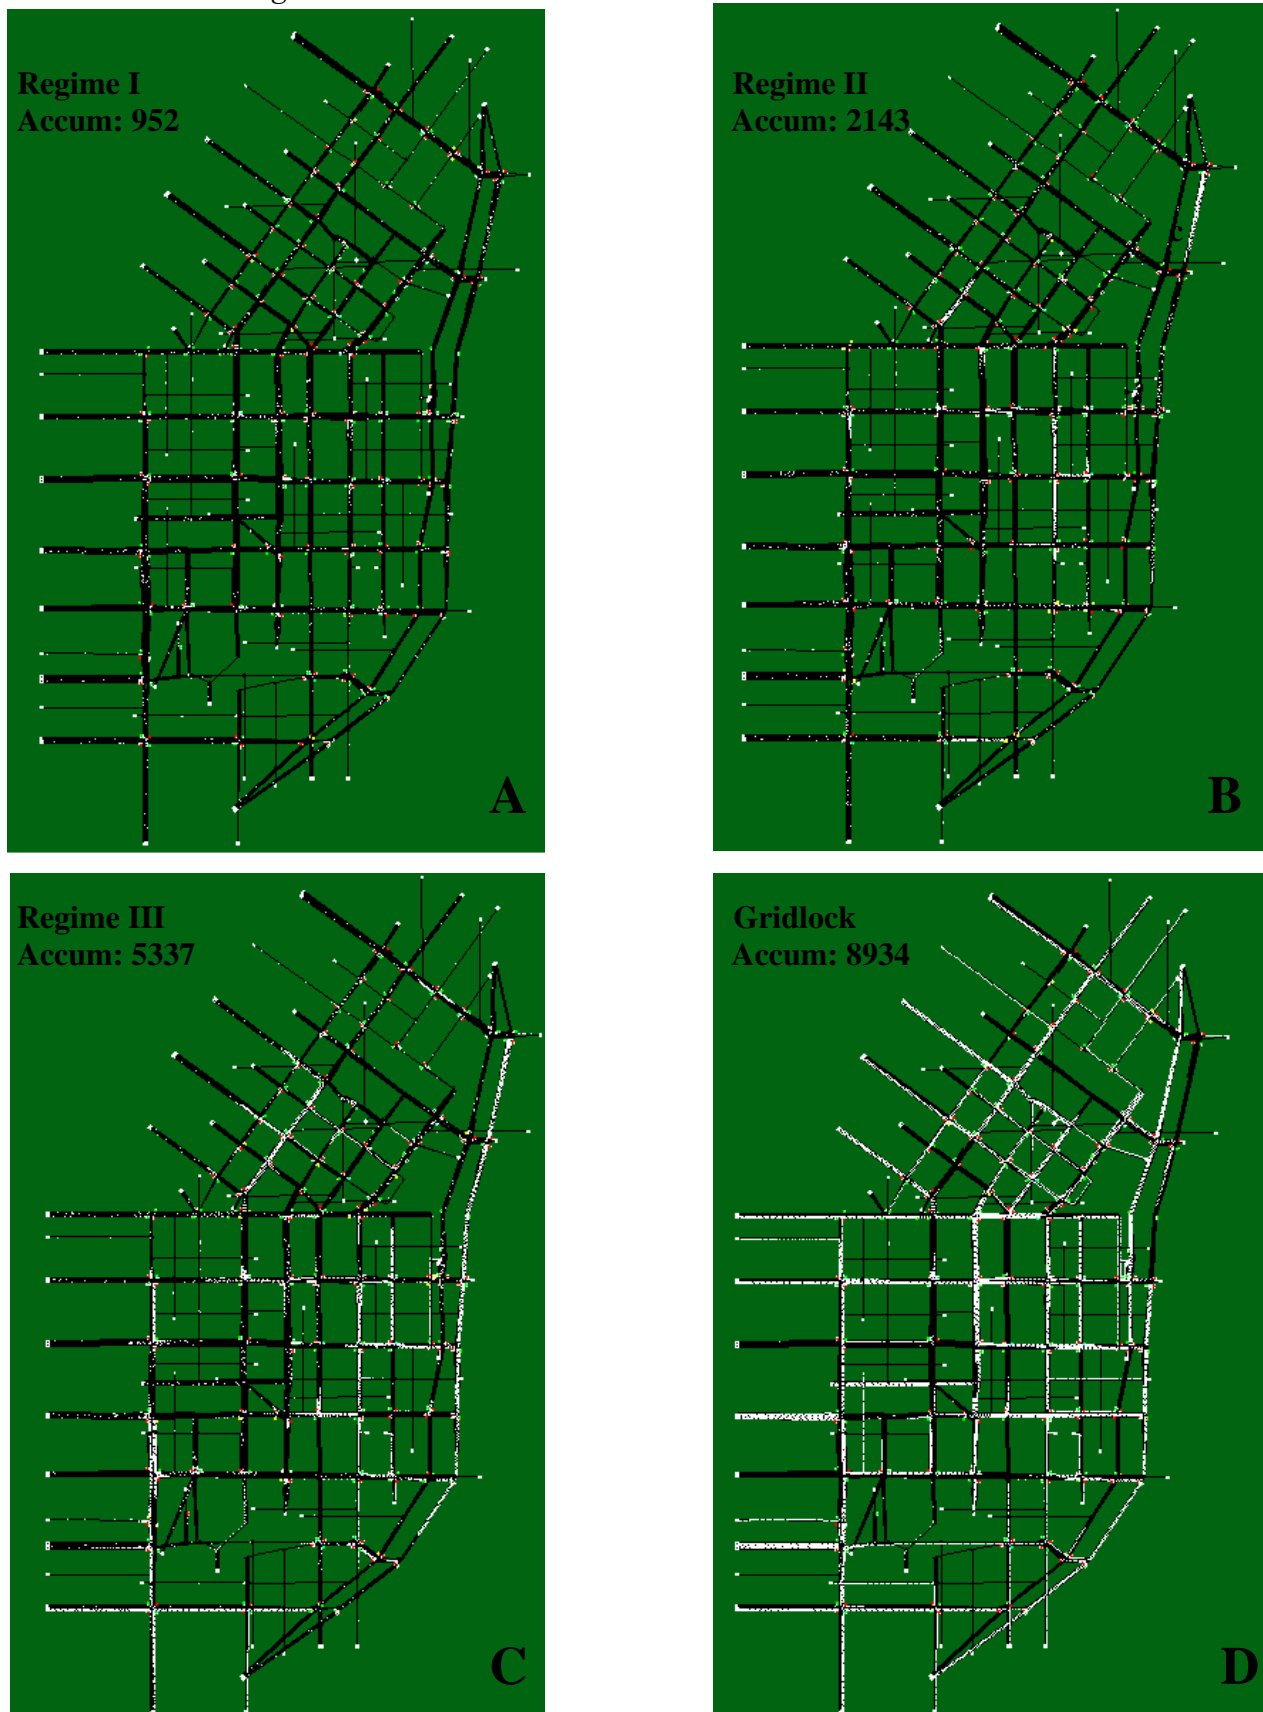 Regime I
Accum: 952
A
Regime II
Accum: 2143
B
Regime III
Accum: 5337
C
Gridlock
Accum: 8934
D